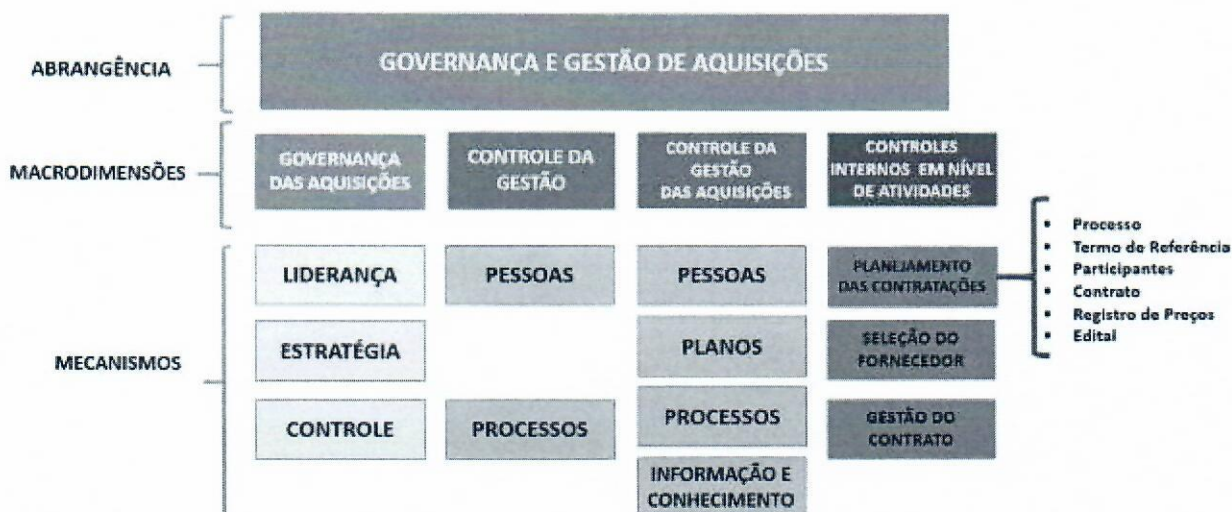 ABRANGÊNCIA
GOVERNANÇA E GESTÃO DE AQUISIÇÕES
MACRODIMENSÕES
GOVERNANÇA
DAS AQUISIÇÕES
CONTROLE DA
GESTÃO
CONTROLE DA
GESTÃO
DAS AQUISIÇÕES
CONTROLES
INTERNOS EM NÍVEL
DE ATIVIDADES
MECANISMOS
LIDERANÇA
PESSOAS
PESSOAS
PLANEJAMENTO
DAS CONTRATAÇÕES
▪ Processo
▪ Termo de Referência
▪ Participantes
▪ Contrato
▪ Registro de Preços
▪ Edital
ESTRATÉGIA
PLANOS
SELEÇÃO DO
FORNECEDOR
CONTROLE
PROCESSOS
PROCESSOS
GESTÃO DO
CONTRATO
INFORMAÇÃO E
CONHECIMENTO